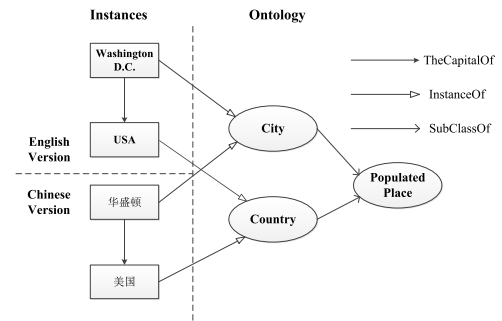 Instances
Ontology
Washington
D.C.
TheCapitalOf
InstanceOf
SubClassOf
City
USA
English
Version
Populated
Place
Chinese
Version
华盛顿
Country
美国